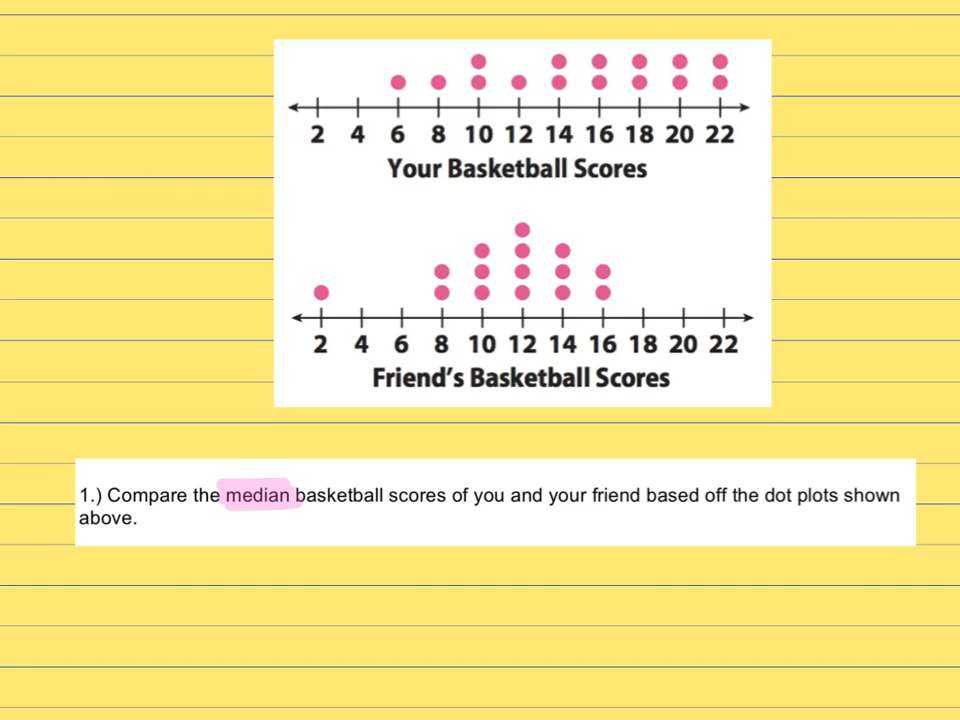 2 4 6 8 10 12 14 16 18 20 22
Your Basketball Scores
2 4 6 8 10 12 14 16 18 20 22
Friend's Basketball Scores
1.) Compare the median basketball scores of you and your friend based off the dot plots shown
above.